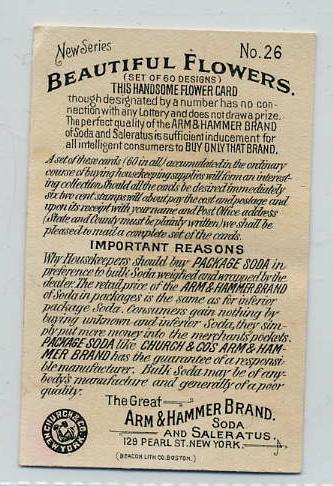 New Series
No. 26
BEAUTIFUL FLOWERS.
(SET OF 60 DESIGNS)
THIS HANDSOME FLOWER CARD
though designated by a number has no con-
nection with any Lottery and does not draw a prize.
The perfect quality of the ARM & HAMMER BRAND
of Soda and Saleratus is sufficient inducement for
all intelligent consumers to BUY ONLY THAT BRAND.
A set of these cards (60 in all) accumulated in the ordinary
course of buying housekeeping supplies will form an interest-
ing collection. Should all the cards be desired immediately
six two cent stamps will about pay the cost and postage and
upon its receipt with your name and Post Office address
(State and County must be plainly written) we shall be
pleased to mail a complete set of the cards.
IMPORTANT REASONS
Why Housekeepers should buy PACKAGE SODA in
preference to bulk Soda weighed and wrapped by the
dealer. The retail price of the ARM & HAMMER BRAND
of Soda in packages is the same as for inferior
package Soda. Consumers gain nothing by
buying unknown and inferior Soda, they sim-
ply put more money into the merchants pockets.
PACKAGE SODA like CHURCH & CO'S ARM & HAM-
MER BRAND has the guarantee of a responsi-
ble manufacturer. Bulk Soda may be of any-
body's manufacture and generally of a poor
quality.
The Great
ARM & HAMMER BRAND.
SODA
AND SALERATUS.
129 PEARL ST. NEW YORK.
CHURCH & CO.
NEW YORK
(BEACON LITH CO. BOSTON.)